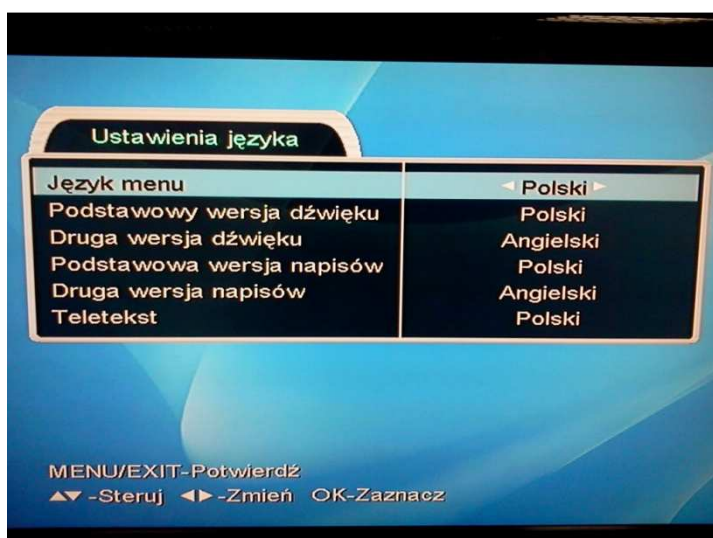 Ustawienia języka
Język menu ◄ Polski ►
Podstawowy wersja dźwięku Polski
Druga wersja dźwięku Angielski
Podstawowa wersja napisów Polski
Druga wersja napisów Angielski
Teletekst Polski
MENU/EXIT-Potwierdź
▲▼ -Steruj ◄► -Zmień OK-Zaznacz